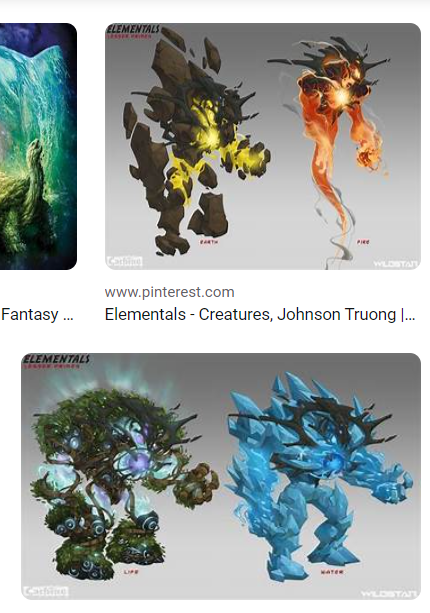 ELEMENTALS
LESSER PRIMES
EARTH
FIRE
Carbine
WILDSTAR
www.pinterest.com
Fantasy ...
Elementals - Creatures, Johnson Truong |...
ELEMENTALS
LESSER PRIMES
LIFE
WATER
Carbine
WILDSTAR